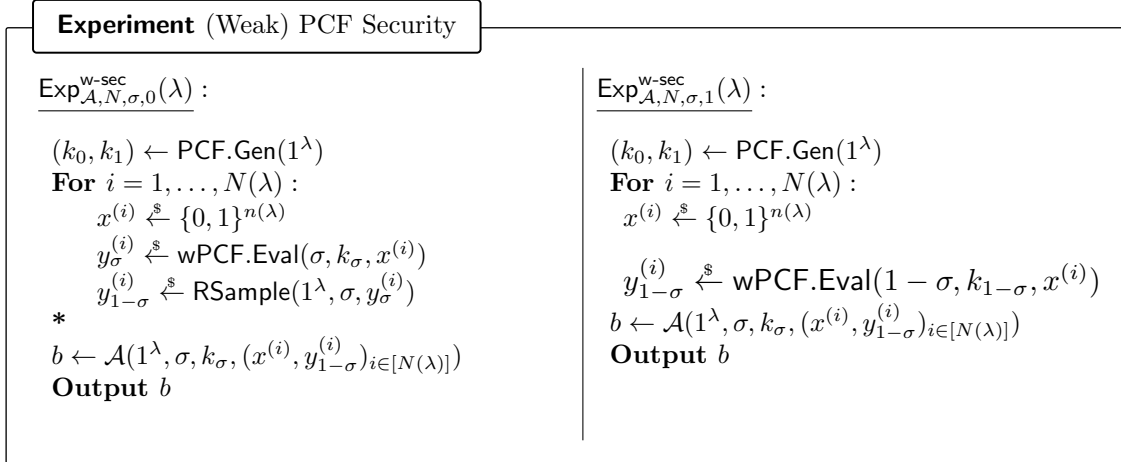 Experiment (Weak) PCF Security
Exp^{w-sec}_{𝒜,N,σ,0}(λ) :
(k_0, k_1) ← PCF.Gen(1^λ)
For i = 1, . . . , N(λ) :
x^{(i)} ←$ {0, 1}^{n(λ)}
y_σ^{(i)} ←$ wPCF.Eval(σ, k_σ, x^{(i)})
y_{1−σ}^{(i)} ←$ RSample(1^λ, σ, y_σ^{(i)})
*
b ← 𝒜(1^λ, σ, k_σ, (x^{(i)}, y_{1−σ}^{(i)})_{i∈[N(λ)]})
Output b
Exp^{w-sec}_{𝒜,N,σ,1}(λ) :
(k_0, k_1) ← PCF.Gen(1^λ)
For i = 1, . . . , N(λ) :
x^{(i)} ←$ {0, 1}^{n(λ)}
y_{1−σ}^{(i)} ←$ wPCF.Eval(1 − σ, k_{1−σ}, x^{(i)})
b ← 𝒜(1^λ, σ, k_σ, (x^{(i)}, y_{1−σ}^{(i)})_{i∈[N(λ)]})
Output b